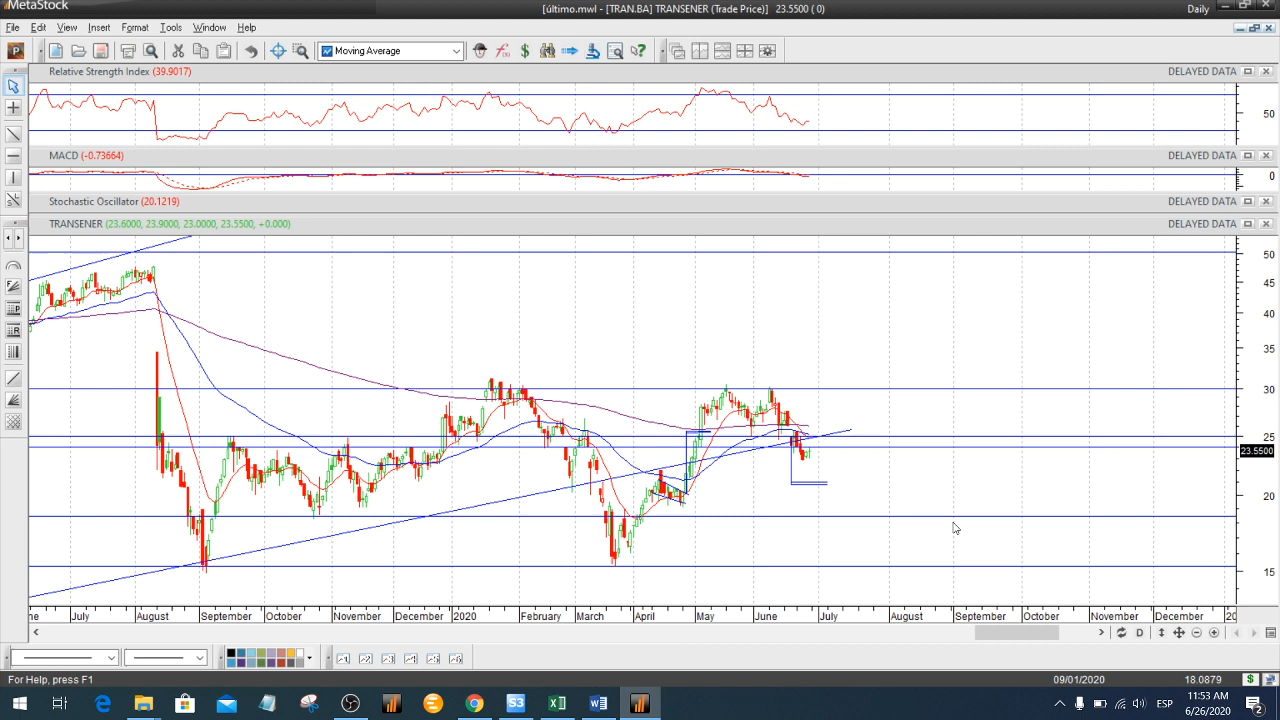 MetaStock
[último.mwl - [TRAN.BA] TRANSENER (Trade Price)] 23.5500 ( 0)
Daily
File Edit View Insert Format Tools Window Help
Moving Average
Relative Strength Index (39.9017)
DELAYED DATA
50
MACD (-0.73664)
DELAYED DATA
0
Stochastic Oscillator (20.1219)
DELAYED DATA
TRANSENER (23.6000, 23.9000, 23.0000, 23.5500, +0.000)
DELAYED DATA
50
45
40
35
30
25
23.5500
20
15
ne July August September October November December 2020 February March April May June July August September October November December 20
For Help, press F1
09/01/2020
18.0879
ESP
11:53 AM
6/26/2020